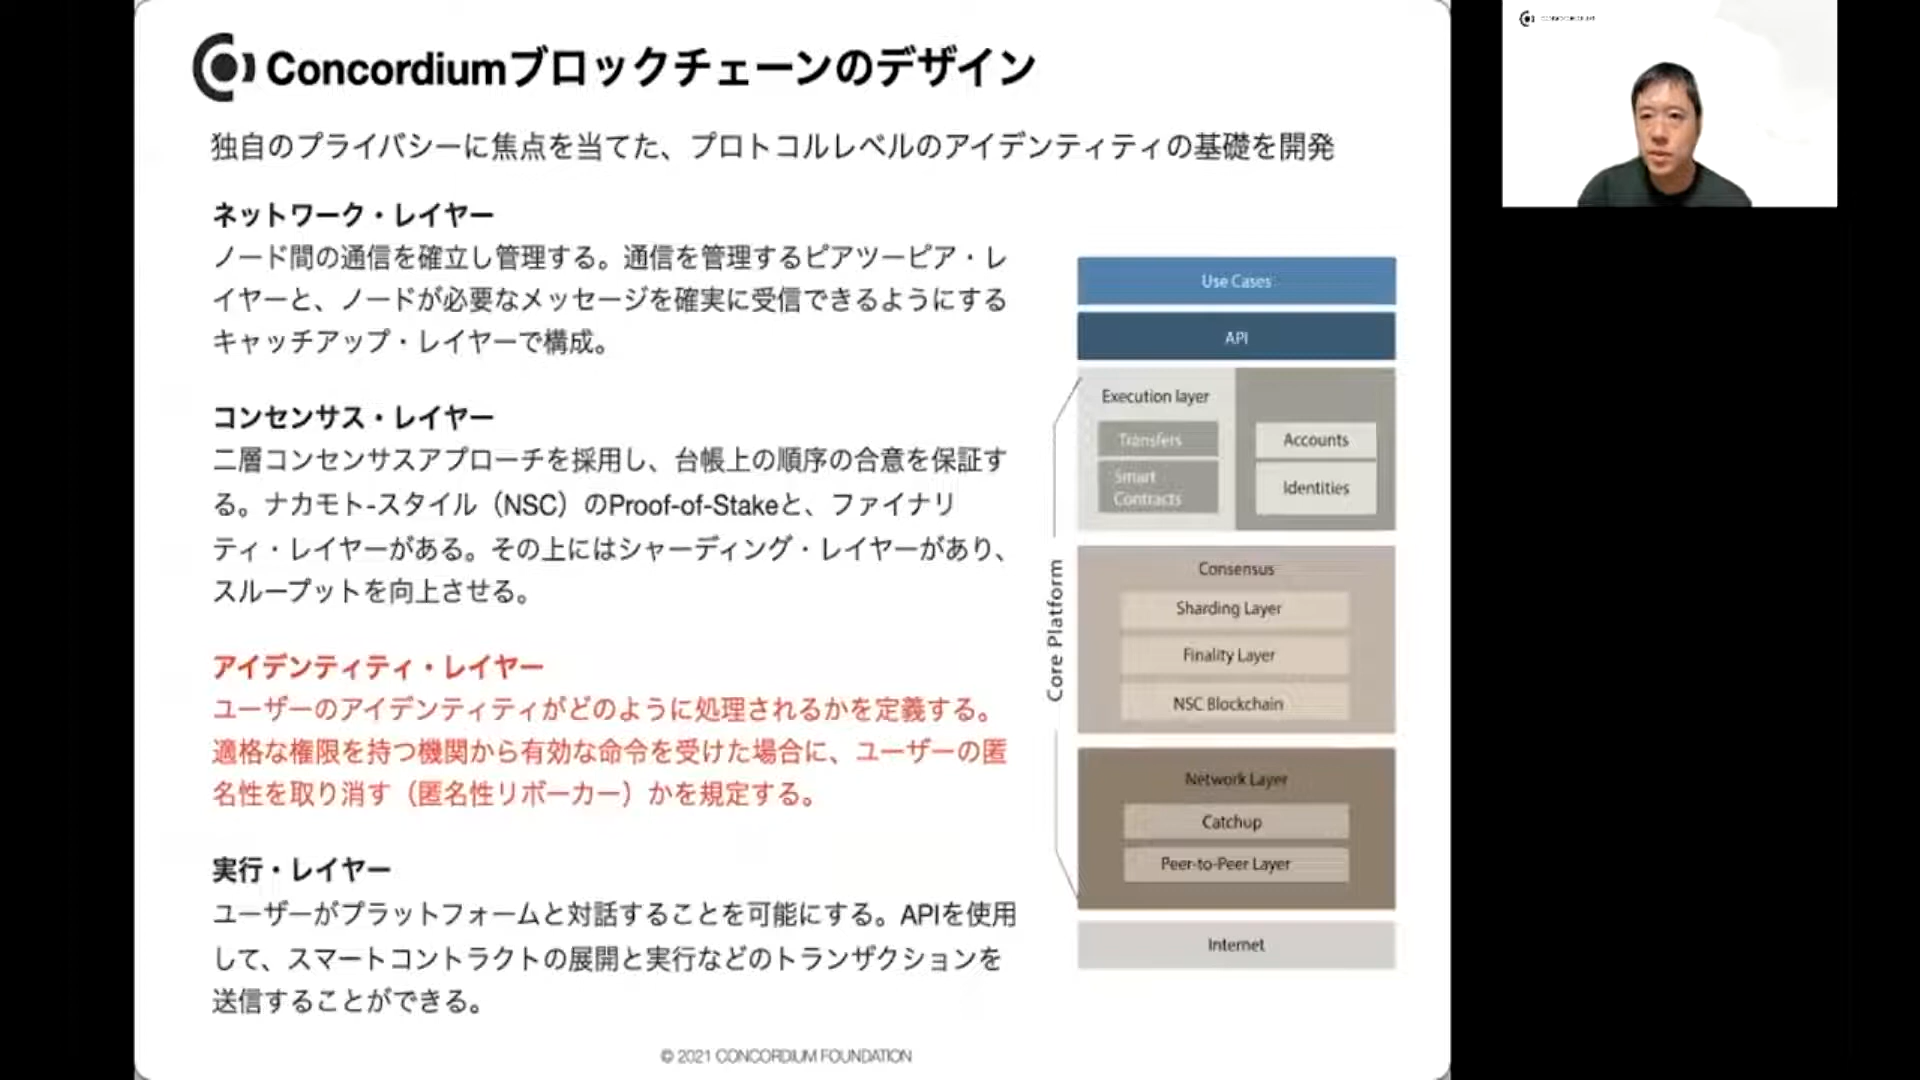 Concordiumブロックチェーンのデザイン
独自のプライバシーに焦点を当てた、プロトコルレベルのアイデンティティの基礎を開発
ネットワーク・レイヤー
ノード間の通信を確立し管理する。通信を管理するピアツーピア・レ
イヤーと、ノードが必要なメッセージを確実に受信できるようにする
キャッチアップ・レイヤーで構成。
コンセンサス・レイヤー
二層コンセンサスアプローチを採用し、台帳上の順序の合意を保証す
る。ナカモト-スタイル（NSC）のProof-of-Stakeと、ファイナリ
ティ・レイヤーがある。その上にはシャーディング・レイヤーがあり、
スループットを向上させる。
アイデンティティ・レイヤー
ユーザーのアイデンティティがどのように処理されるかを定義する。
適格な権限を持つ機関から有効な命令を受けた場合に、ユーザーの匿
名性を取り消す（匿名性リボーカー）かを規定する。
実行・レイヤー
ユーザーがプラットフォームと対話することを可能にする。APIを使用
して、スマートコントラクトの展開と実行などのトランザクションを
送信することができる。
Use Cases
API
Execution layer
Transfers
Smart
Contracts
Accounts
Identities
Core Platform
Consensus
Sharding Layer
Finality Layer
NSC Blockchain
Network Layer
Catchup
Peer-to-Peer Layer
Internet
© 2021 CONCORDIUM FOUNDATION